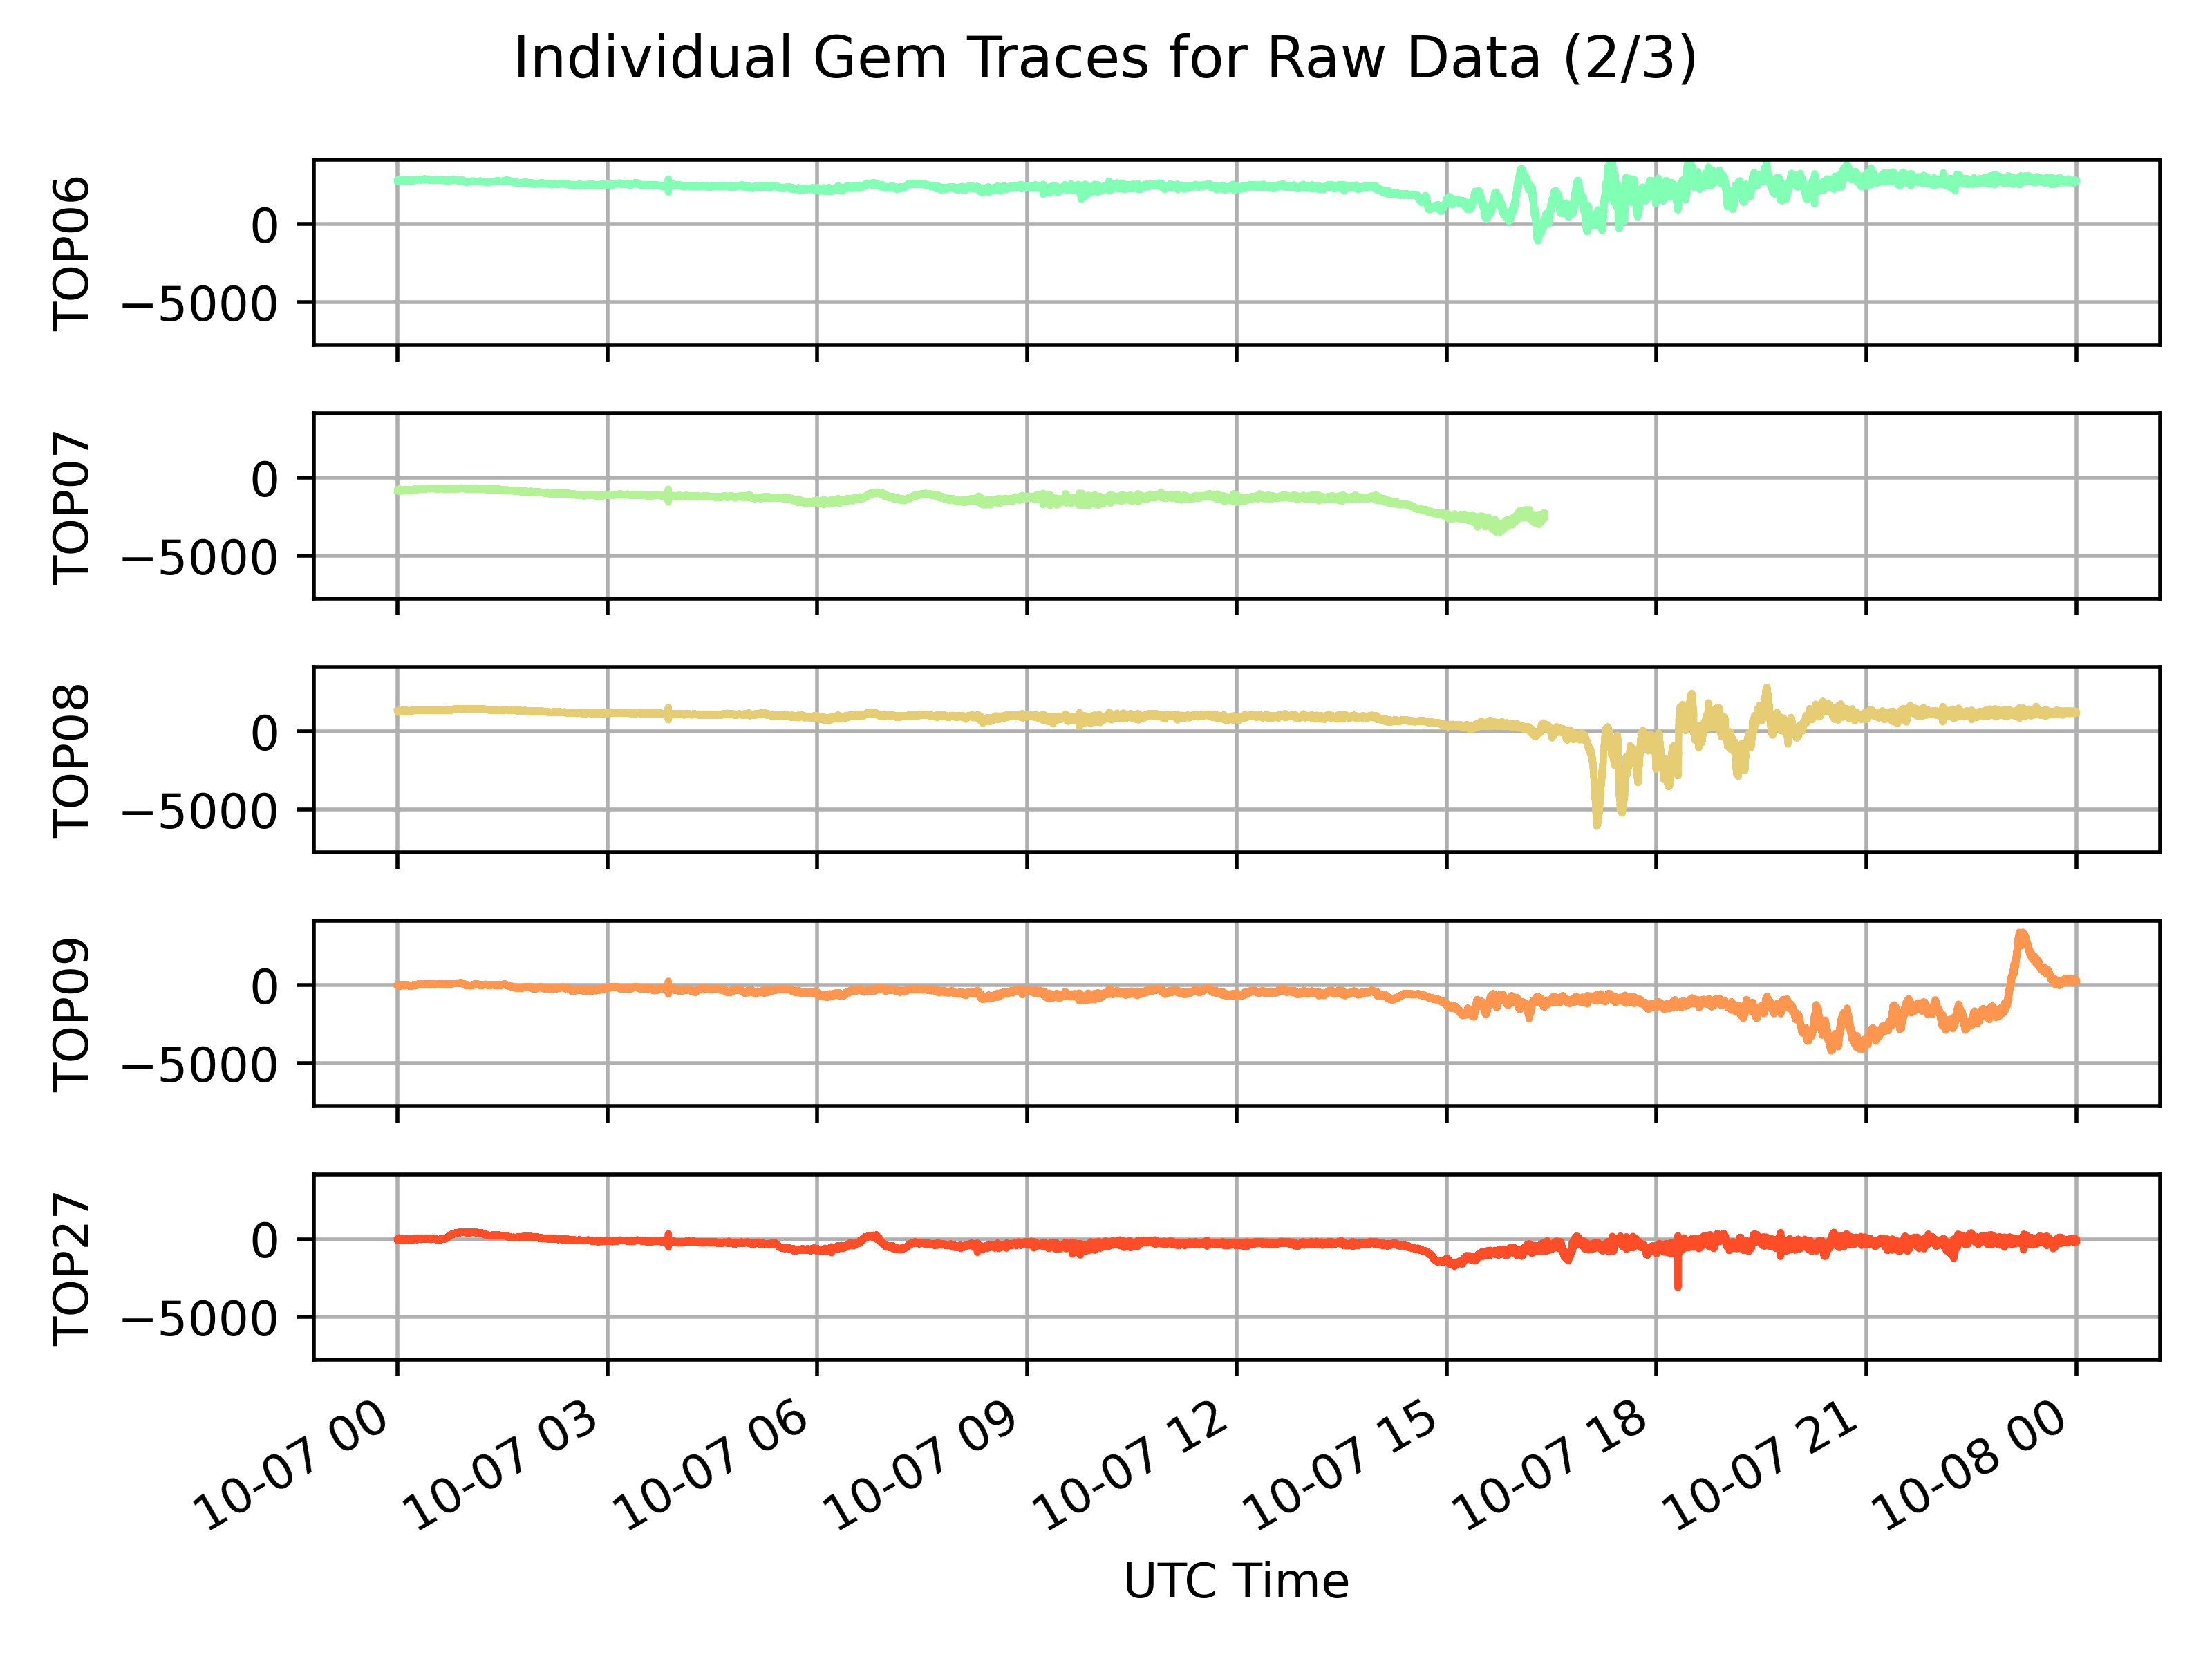 Individual Gem Traces for Raw Data (2/3)
TOP06
0
−5000
TOP07
0
−5000
TOP08
0
−5000
TOP09
0
−5000
TOP27
0
−5000
10-07 00
10-07 03
10-07 06
10-07 09
10-07 12
10-07 15
10-07 18
10-07 21
10-08 00
UTC Time